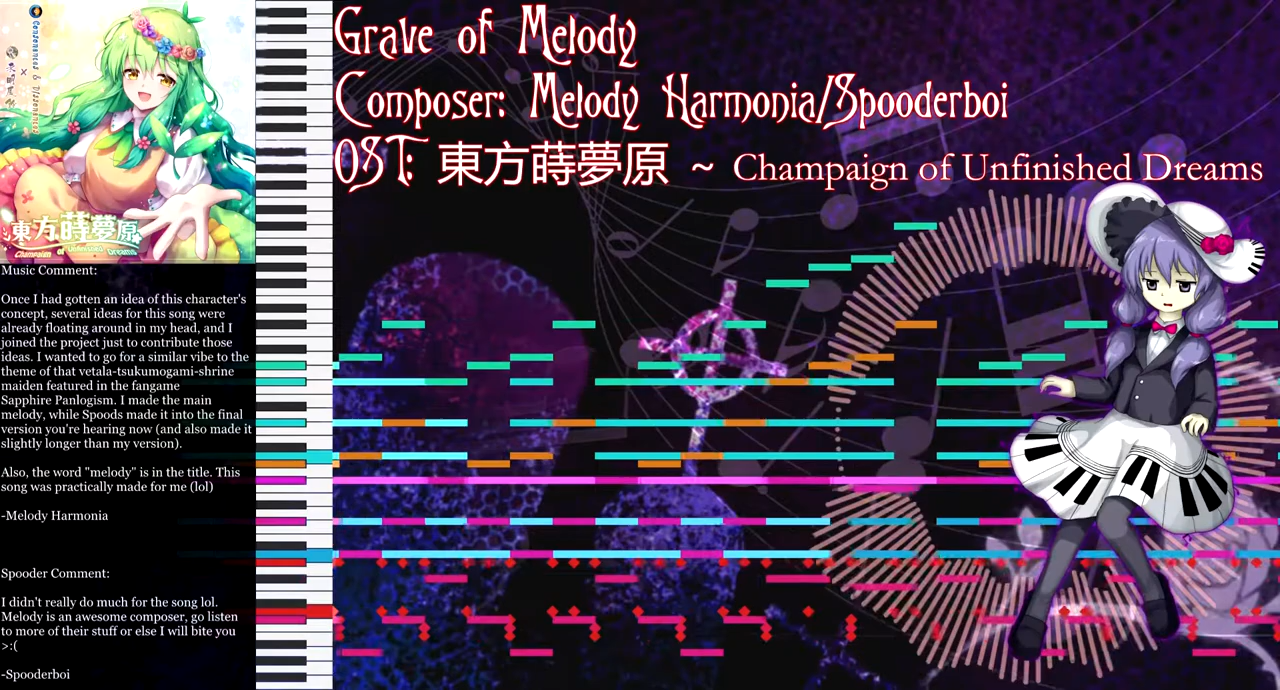 Grave of Melody
Composer: Melody Harmonia/Spooderboi
OST: 東方蒔夢原 ~ Champaign of Unfinished Dreams
Consonances & Dissonances
東方蒔夢原
Champaign of Unfinished Dreams
Music Comment:
Once I had gotten an idea of this character's
concept, several ideas for this song were
already floating around in my head, and I
joined the project just to contribute those
ideas. I wanted to go for a similar vibe to the
theme of that vetala-tsukumogami-shrine
maiden featured in the fangame
Sapphire Panlogism. I made the main
melody, while Spoods made it into the final
version you're hearing now (and also made it
slightly longer than my version).
Also, the word "melody" is in the title. This
song was practically made for me (lol)
-Melody Harmonia
Spooder Comment:
I didn't really do much for the song lol.
Melody is an awesome composer, go listen
to more of their stuff or else I will bite you
>:(
-Spooderboi